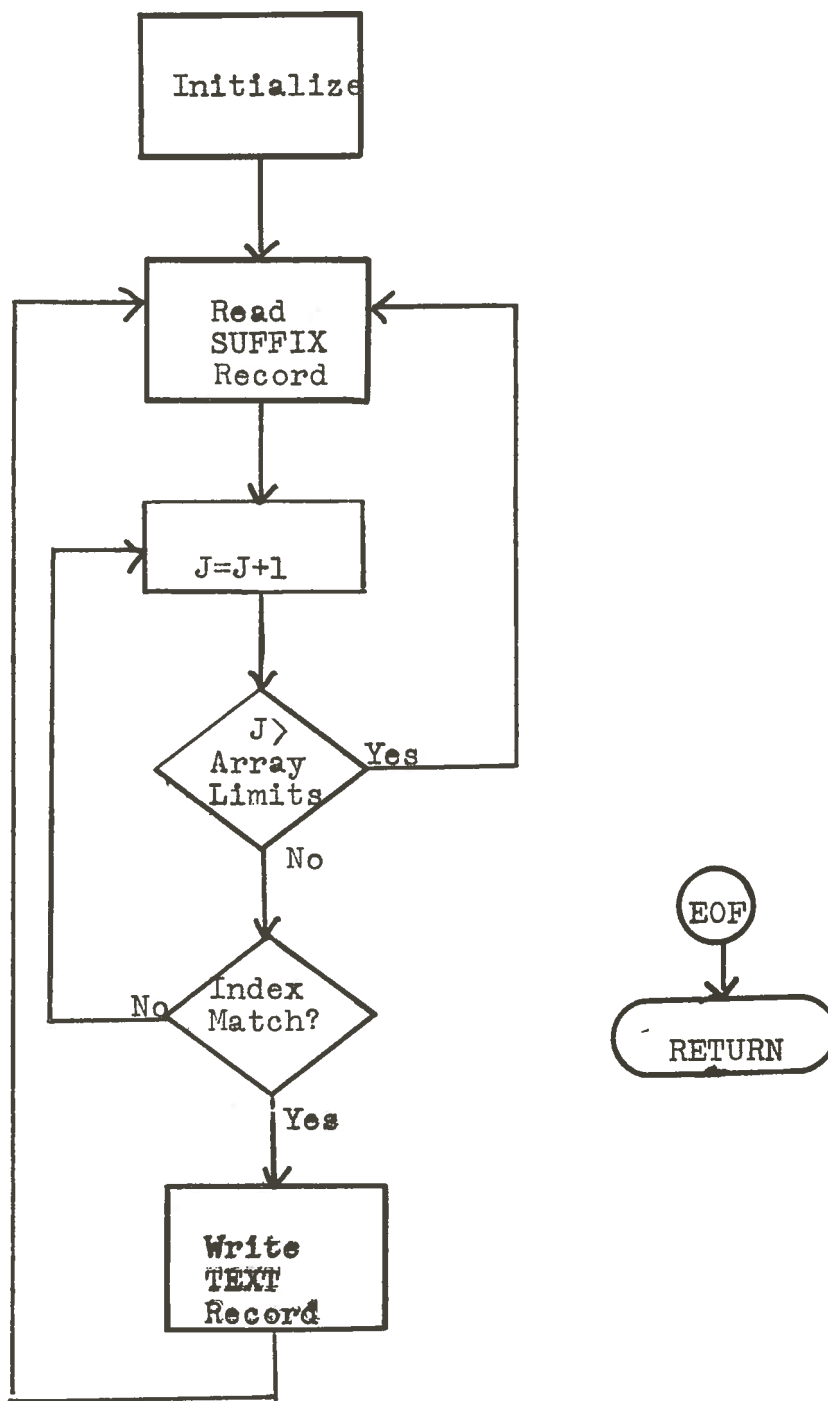 Initialize
Read
SUFFIX
Record
J=J+1
J>
Array
Limits
Yes
No
Index
Match?
No
Yes
Write
TEXT
Record
EOF
RETURN